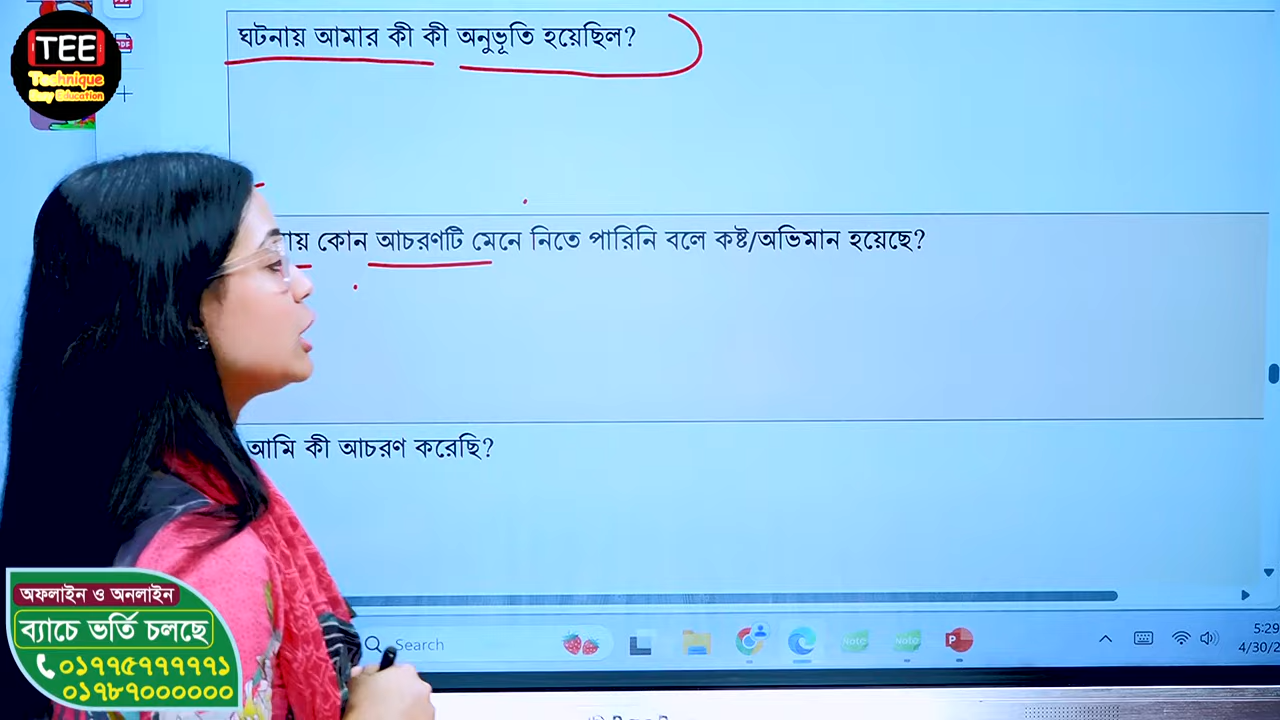 TEE
Technique
Easy Education
ঘটনায় আমার কী কী অনুভূতি হয়েছিল?
কোন আচরণটি মেনে নিতে পারিনি বলে কষ্ট/অভিমান হয়েছে?
আমি কী আচরণ করেছি?
অফলাইন ও অনলাইন
ব্যাচে ভর্তি চলছে
০১৭৭৫৭৭৭৭৭১
০১৭৮৭০০০০০০
Search
5:29
4/30/2